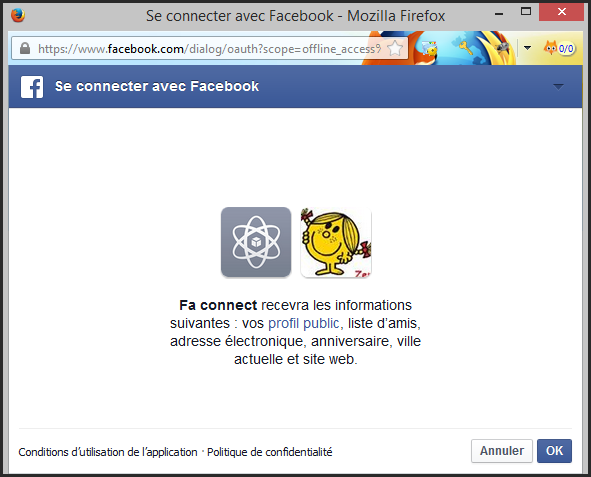 Se connecter avec Facebook - Mozilla Firefox
https://www.facebook.com/dialog/oauth?scope=offline_access%
0/0
Se connecter avec Facebook
Fa connect recevra les informations
suivantes : vos profil public, liste d'amis,
adresse électronique, anniversaire, ville
actuelle et site web.
Conditions d'utilisation de l'application · Politique de confidentialité
Annuler OK